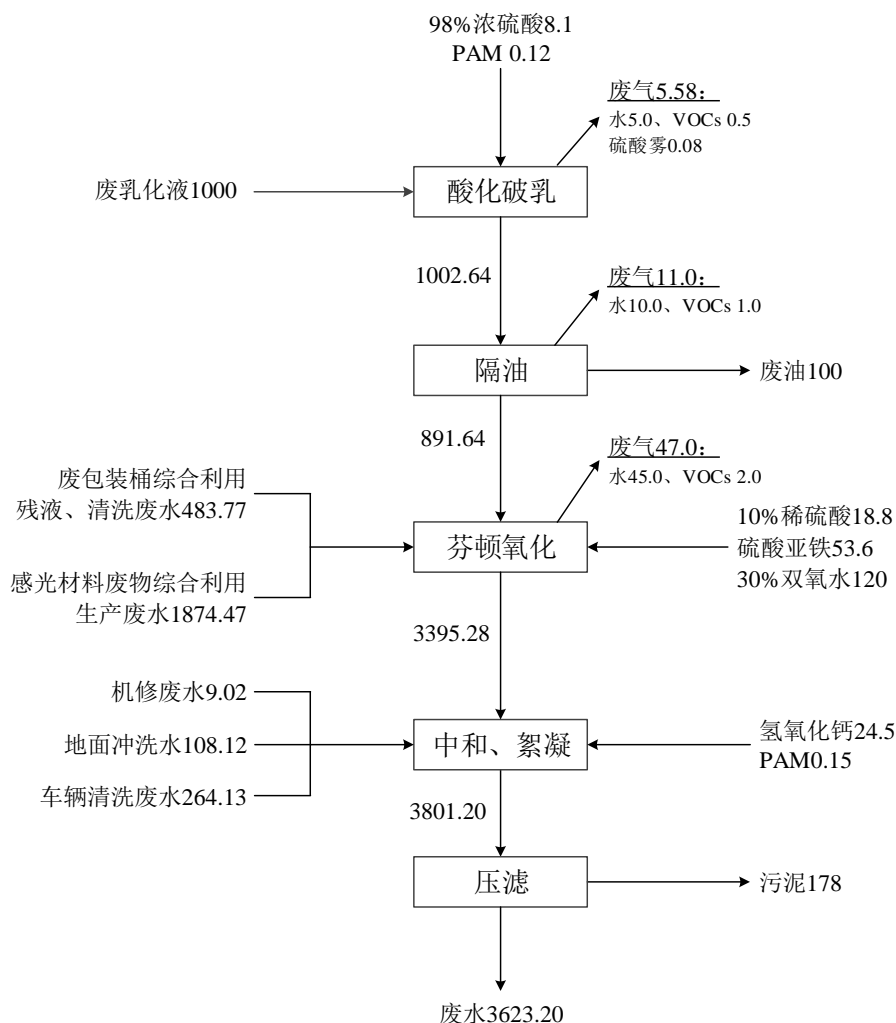 98%浓硫酸8.1
PAM 0.12
废气5.58：
水5.0、VOCs 0.5
硫酸雾0.08
废乳化液1000
酸化破乳
1002.64
废气11.0：
水10.0、VOCs 1.0
隔油
废油100
891.64
废气47.0：
水45.0、VOCs 2.0
废包装桶综合利用
残液、清洗废水483.77
10%稀硫酸18.8
硫酸亚铁53.6
30%双氧水120
芬顿氧化
感光材料废物综合利用
生产废水1874.47
3395.28
机修废水9.02
地面冲洗水108.12
车辆清洗废水264.13
中和、絮凝
氢氧化钙24.5
PAM0.15
3801.20
压滤
污泥178
废水3623.20